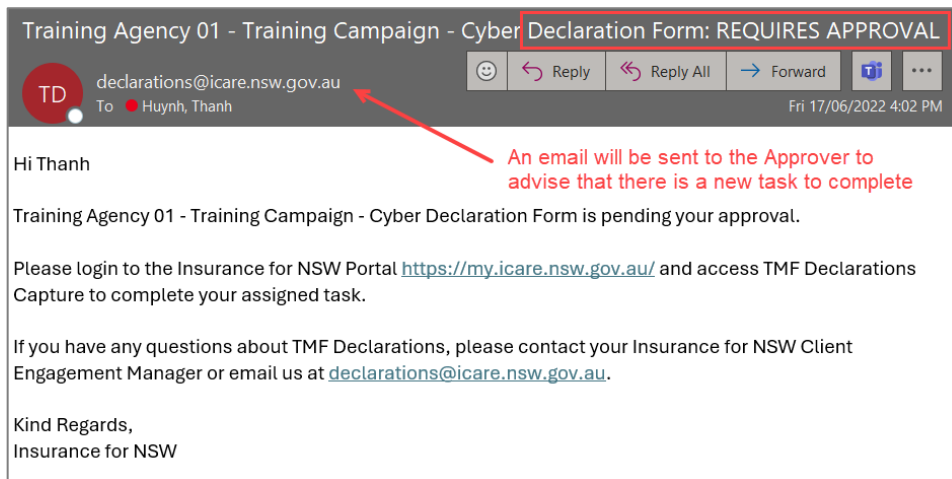 Training Agency 01 - Training Campaign - Cyber Declaration Form: REQUIRES APPROVAL
TD
declarations@icare.nsw.gov.au
To Huynh, Thanh
Reply
Reply All
Forward
Fri 17/06/2022 4:02 PM
Hi Thanh
An email will be sent to the Approver to
advise that there is a new task to complete
Training Agency 01 - Training Campaign - Cyber Declaration Form is pending your approval.
Please login to the Insurance for NSW Portal https://my.icare.nsw.gov.au/ and access TMF Declarations
Capture to complete your assigned task.
If you have any questions about TMF Declarations, please contact your Insurance for NSW Client
Engagement Manager or email us at declarations@icare.nsw.gov.au.
Kind Regards,
Insurance for NSW